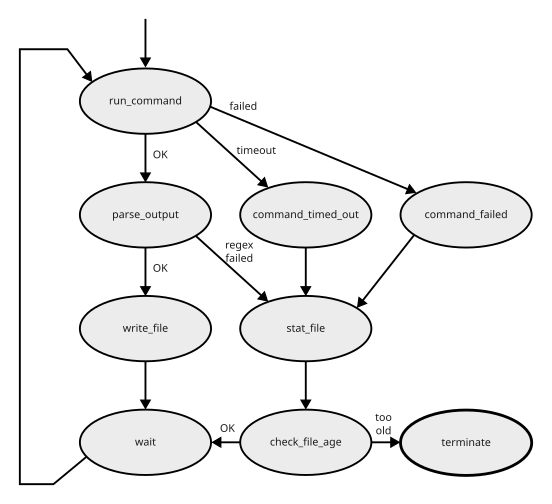 run_command
failed
timeout
OK
parse_output
command_timed_out
command_failed
regex
failed
OK
write_file
stat_file
too
old
OK
wait
check_file_age
terminate